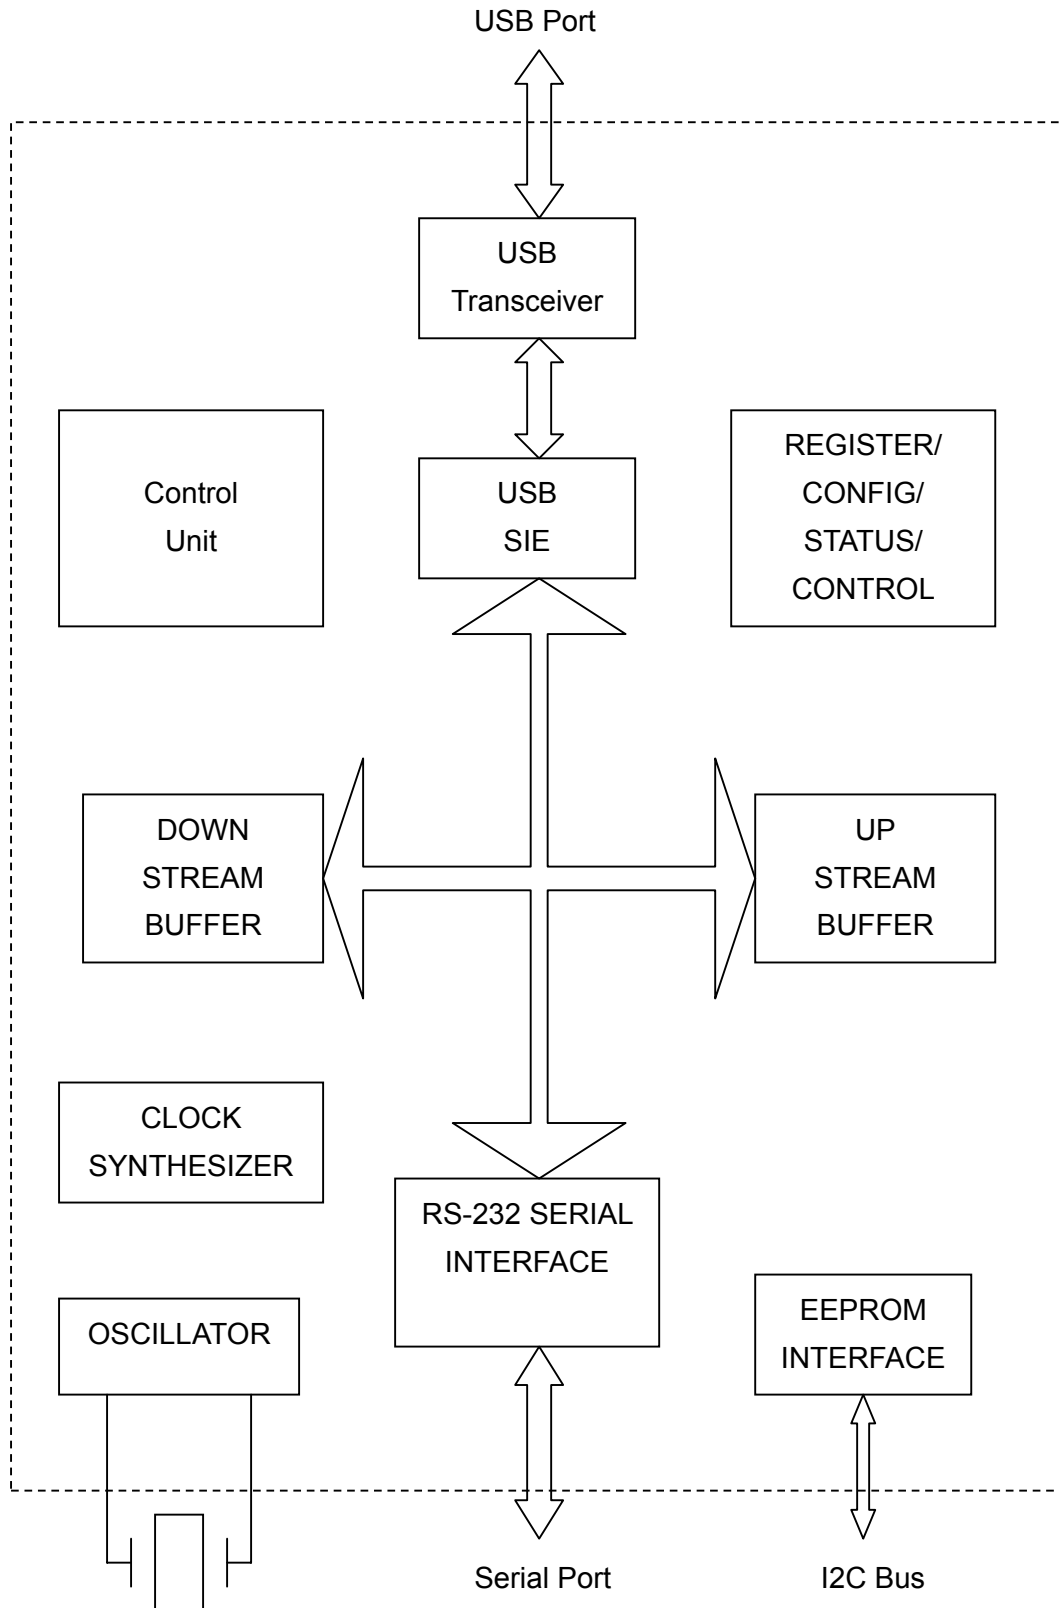 USB Port
USB
Transceiver
Control
Unit
USB
SIE
REGISTER/
CONFIG/
STATUS/
CONTROL
DOWN
STREAM
BUFFER
UP
STREAM
BUFFER
CLOCK
SYNTHESIZER
RS-232 SERIAL
INTERFACE
OSCILLATOR
EEPROM
INTERFACE
Serial Port
I2C Bus